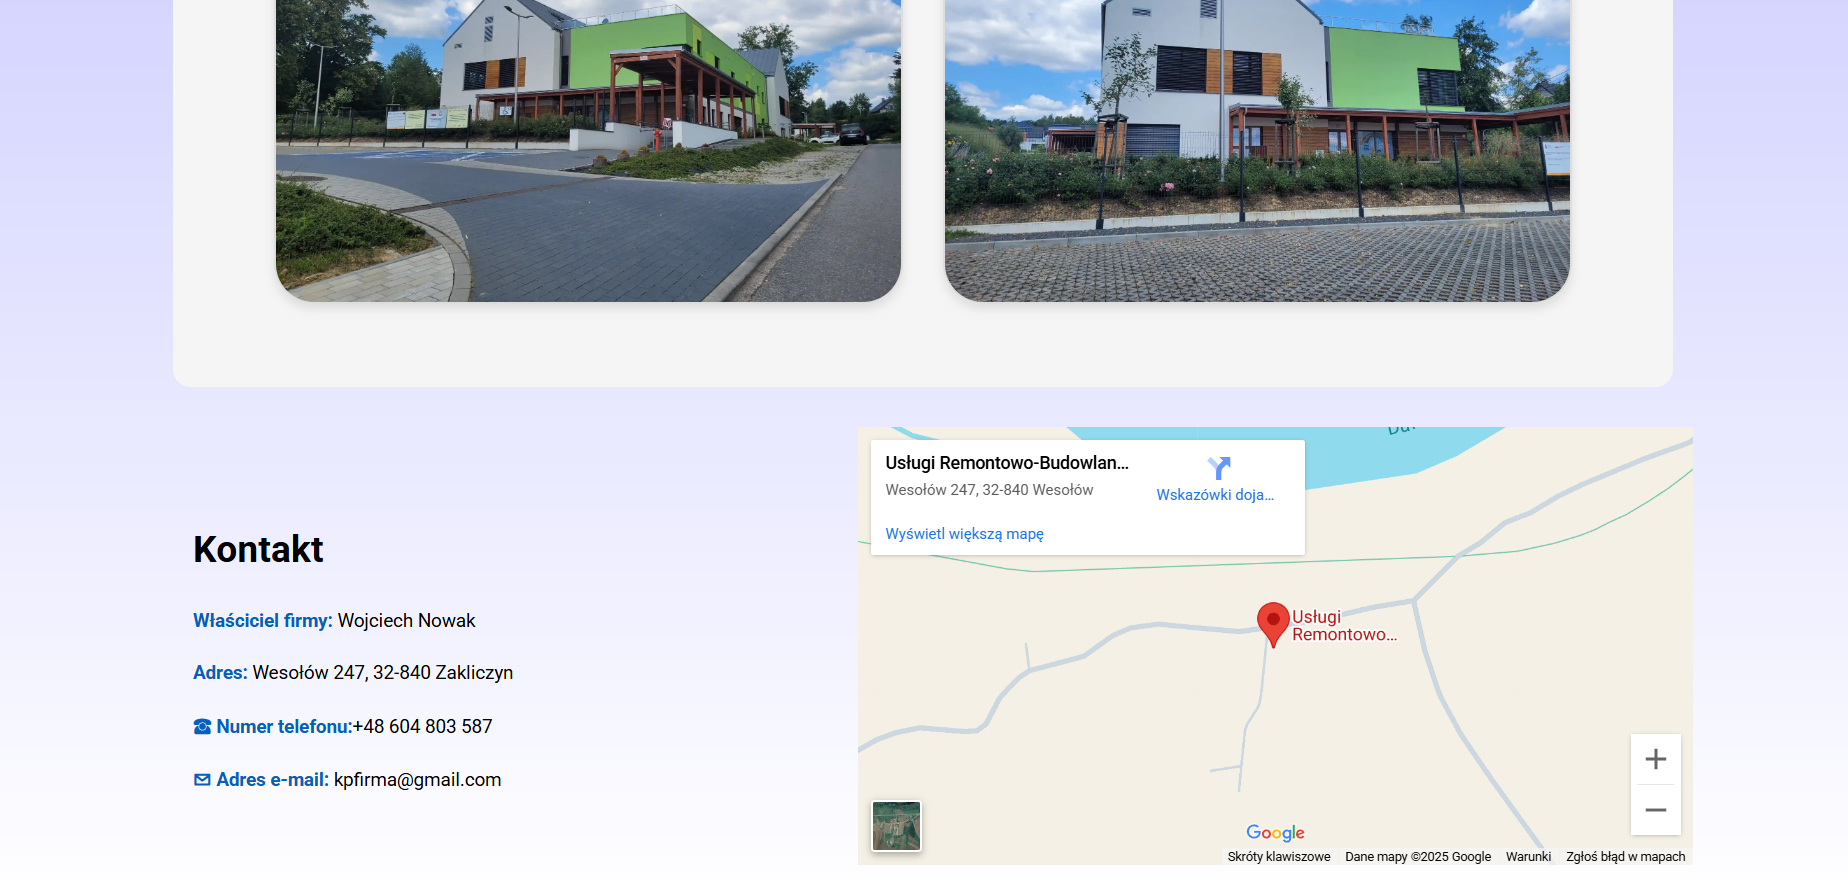 Usługi Remontowo-Budowlan...
Wesołów 247, 32-840 Wesołów
Wskazówki doja...
Wyświetl większą mapę
Kontakt
Właściciel firmy: Wojciech Nowak
Adres: Wesołów 247, 32-840 Zakliczyn
Numer telefonu:+48 604 803 587
Adres e-mail: kpfirma@gmail.com
Usługi
Remontowo...
Google
Skróty klawiszowe
Dane mapy ©2025 Google
Warunki
Zgłoś błąd w mapach